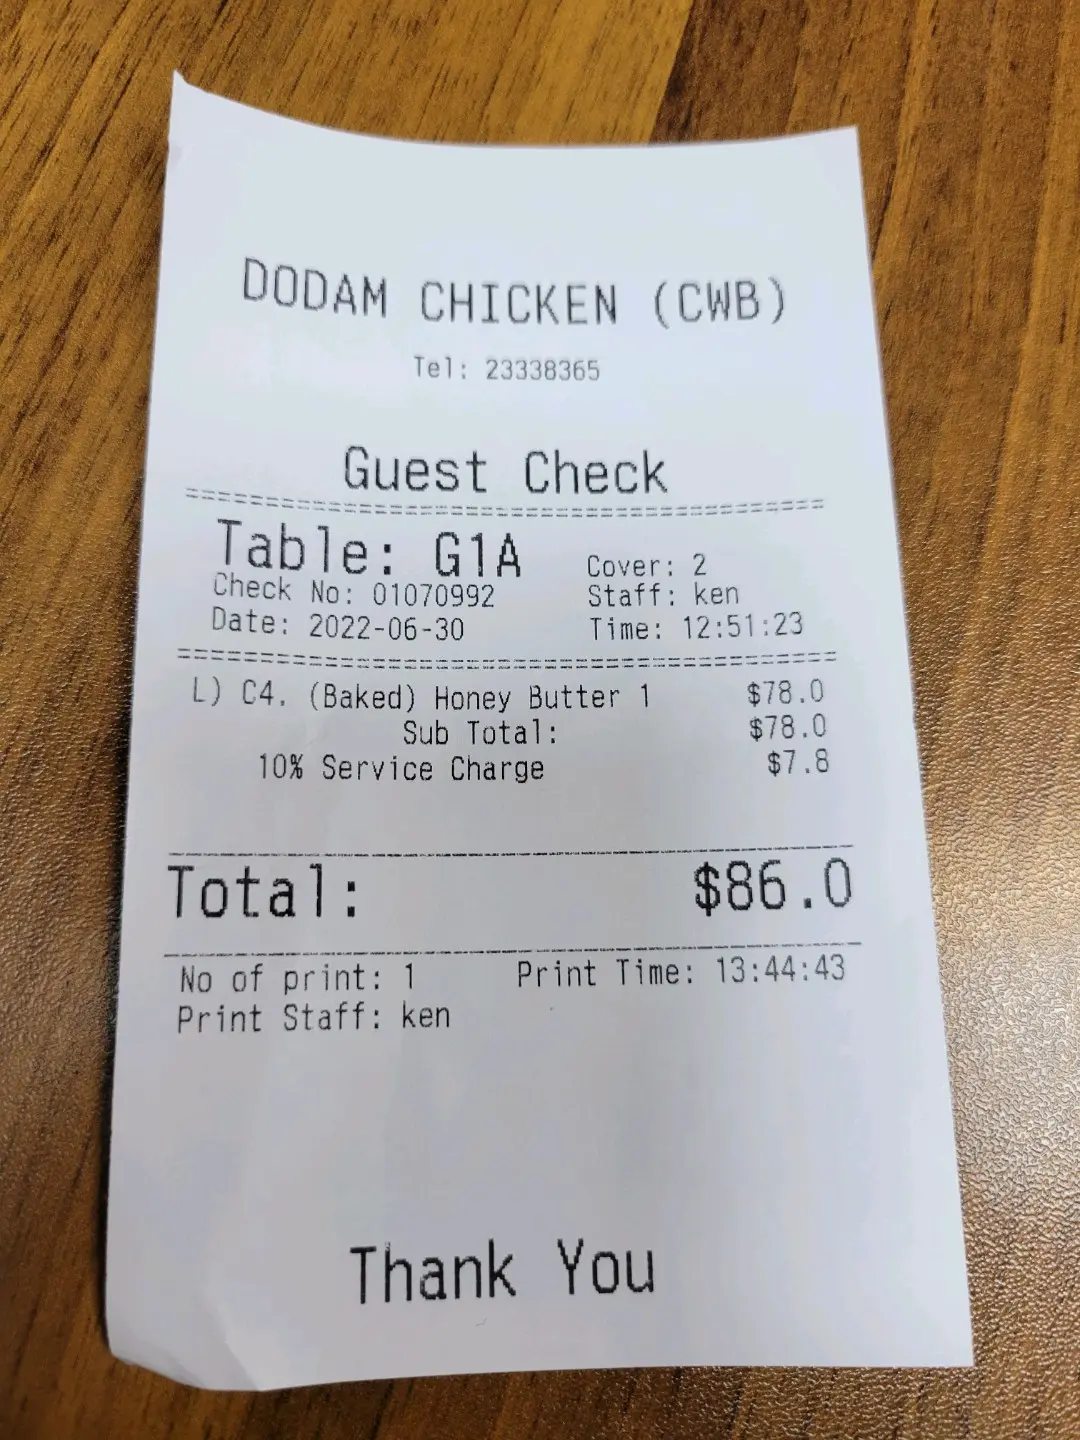 DODAM CHICKEN (CWB)
Tel: 23338365
Guest Check
Table: G1A Cover: 2
Check No: 01070992 Staff: ken
Date: 2022-06-30 Time: 12:51:23
L) C4. (Baked) Honey Butter 1 $78.0
Sub Total: $78.0
10% Service Charge $7.8
Total: $86.0
No of print: 1 Print Time: 13:44:43
Print Staff: ken
Thank You